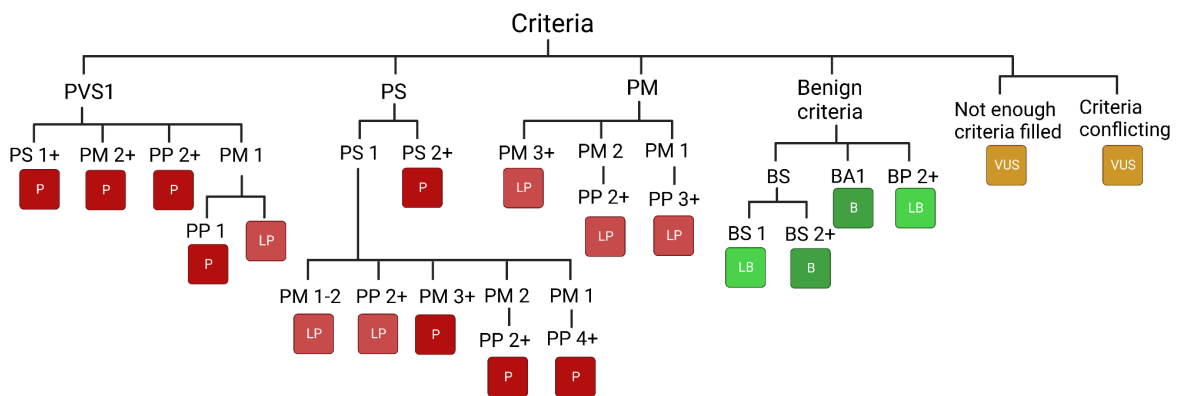 Criteria
PVS1
PS
PM
Benign
criteria
Not enough
criteria filled
Criteria
conflicting
PS 1+
PM 2+
PP 2+
PM 1
P
P
P
PP 1
P
LP
PS 1
PS 2+
P
PM 1-2
PP 2+
PM 3+
PM 2
PM 1
LP
LP
P
PP 2+
PP 4+
P
P
PM 3+
PM 2
PM 1
LP
PP 2+
PP 3+
LP
LP
BS
BA1
BP 2+
B
LB
BS 1
BS 2+
LB
B
VUS
VUS